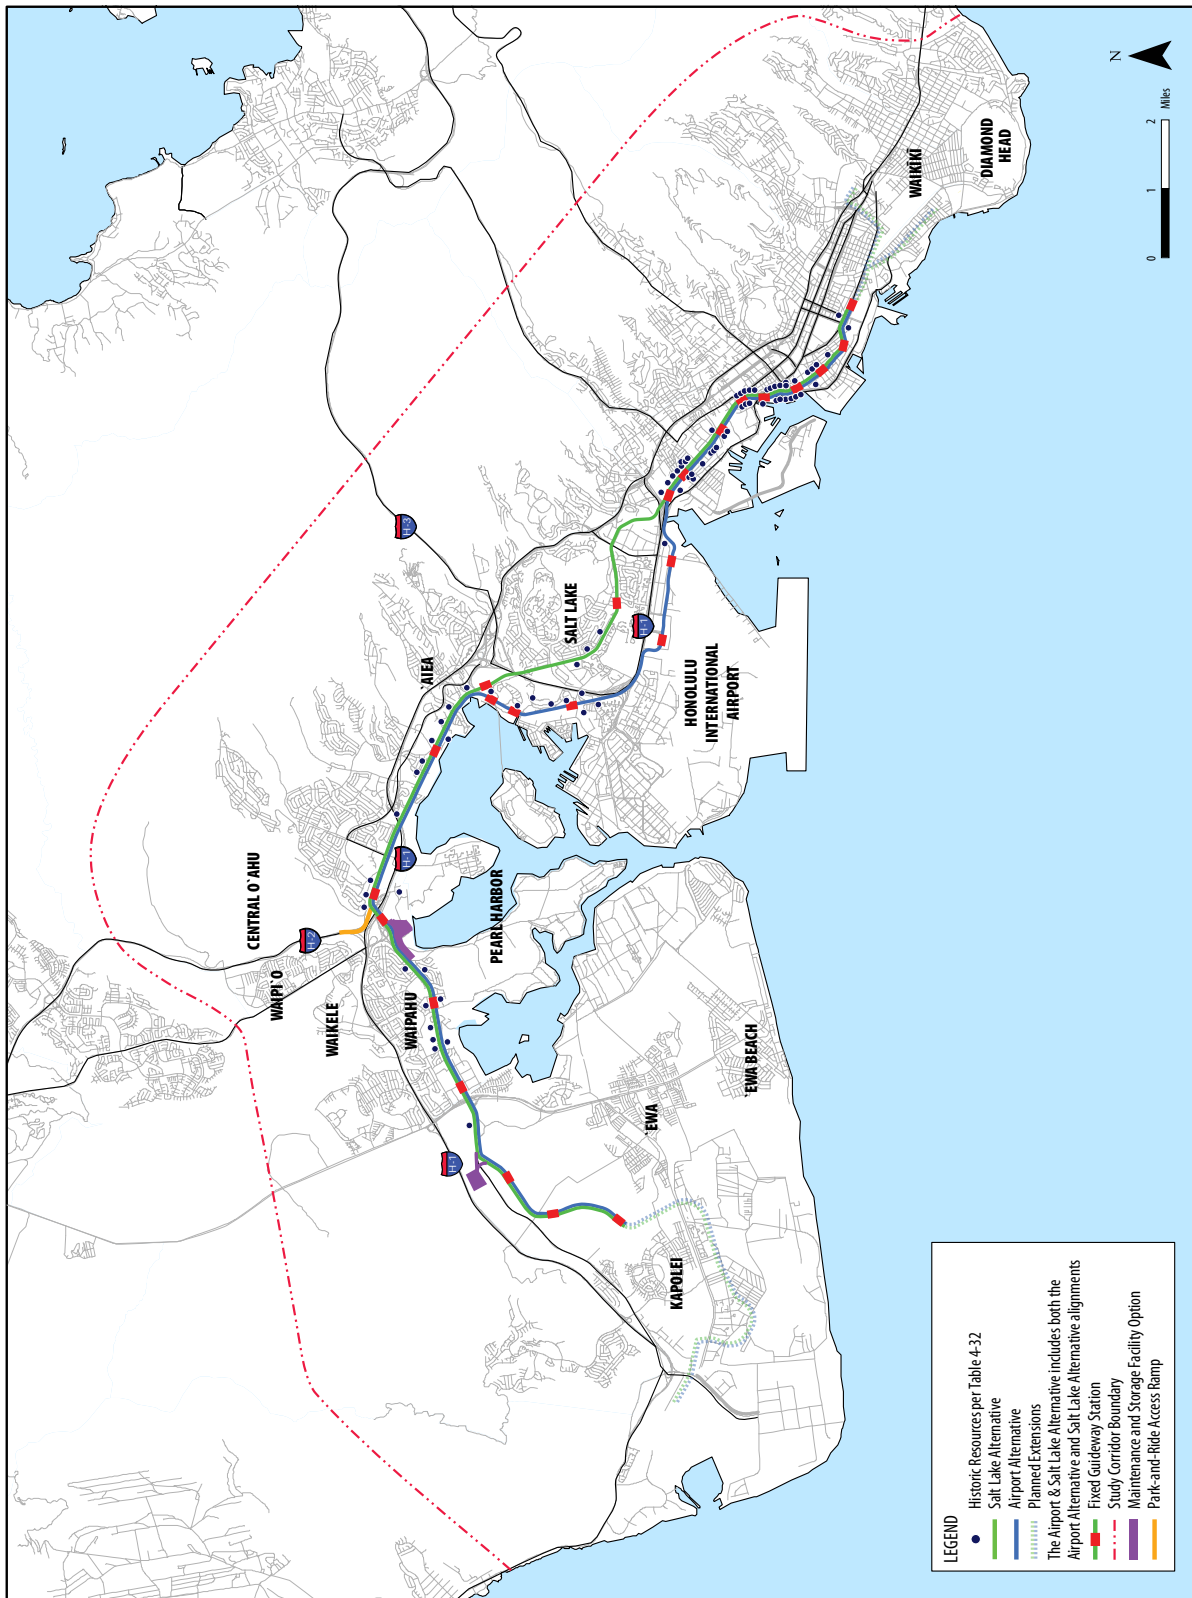 CENTRAL O`AHU
WAIPI`O
WAIKELE
WAIPAHU
PEARL HARBOR
`AIEA
SALT LAKE
HONOLULU
INTERNATIONAL
AIRPORT
WAIKĪKĪ
DIAMOND
HEAD
KAPOLEI
`EWA
`EWA BEACH
H-1
H-2
H-1
H-3
H-1
N
0
1
2
Miles
LEGEND
Historic Resources per Table 4-32
Salt Lake Alternative
Airport Alternative
Planned Extensions
The Airport & Salt Lake Alternative includes both the
Airport Alternative and Salt Lake Alternative alignments
Fixed Guideway Station
Study Corridor Boundary
Maintenance and Storage Facility Option
Park-and-Ride Access Ramp